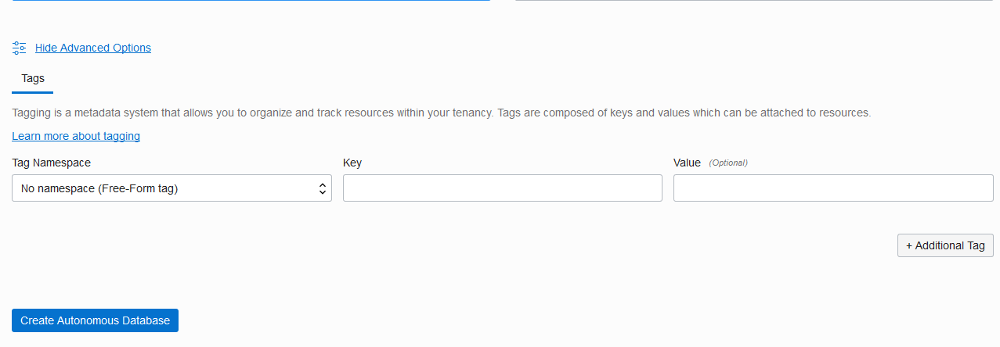 Hide Advanced Options
Tags
Tagging is a metadata system that allows you to organize and track resources within your tenancy. Tags are composed of keys and values which can be attached to resources.
Learn more about tagging
Tag Namespace Key Value (Optional)
No namespace (Free-Form tag)
+ Additional Tag
Create Autonomous Database